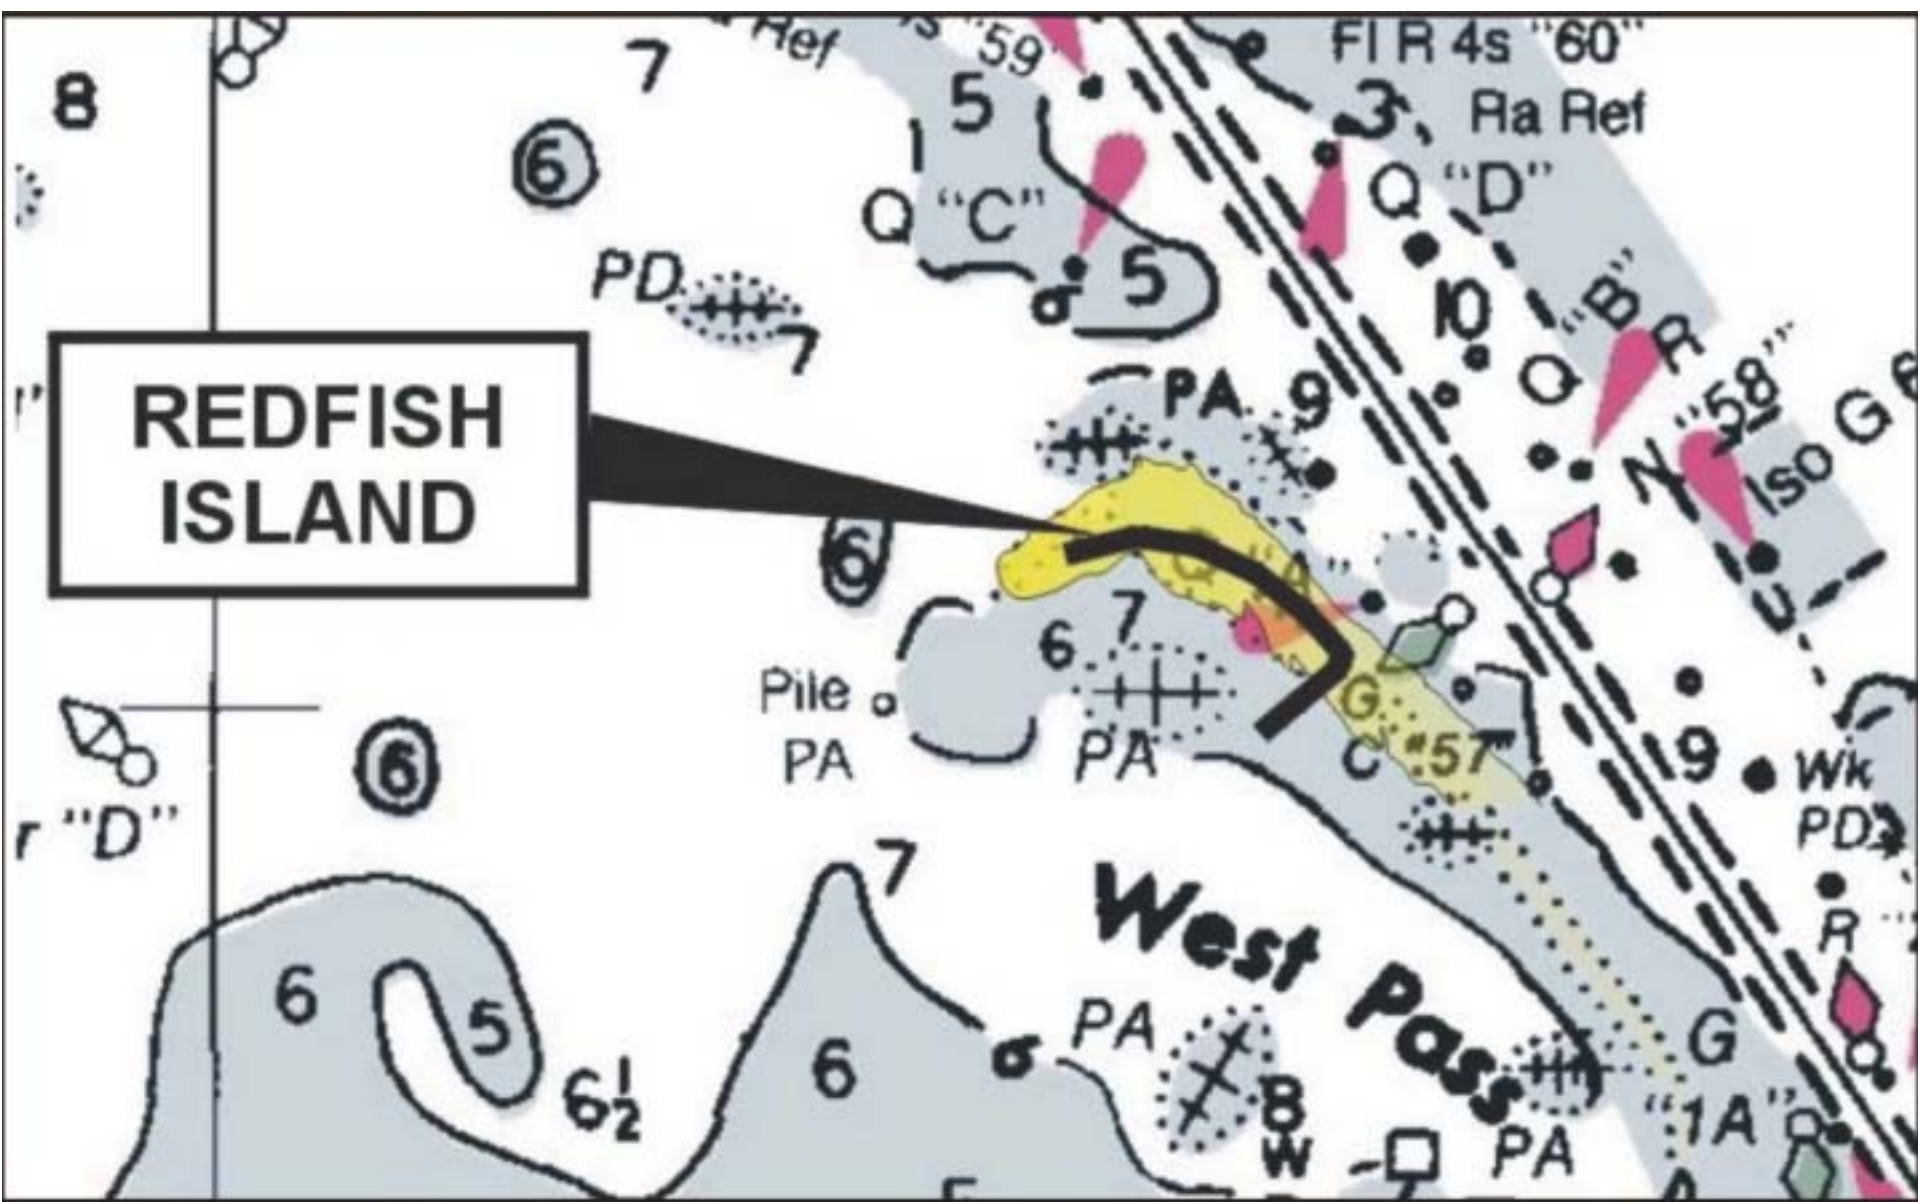 Ref
"59"
Fl R 4s "60"
7
8
5
3
Ra Ref
6
Q "C"
Q "D"
PD
5
10
"B"
7
Q
R
"58"
REDFISH
ISLAND
PA
9
N
Iso G 6
6
Q "A"
7
6
Pile
PA
PA
G
C "57"
9
Wk
PD
6
r "D"
7
R
West Pass
6
5
6
6½
PA
8
G
"1A"
W
PA